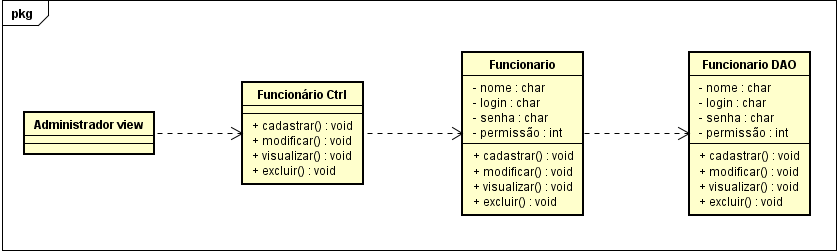 pkg
Administrador view
Funcionário Ctrl
+ cadastrar() : void
+ modificar() : void
+ visualizar() : void
+ excluir() : void
Funcionario
- nome : char
- login : char
- senha : char
- permissão : int
+ cadastrar() : void
+ modificar() : void
+ visualizar() : void
+ excluir() : void
Funcionario DAO
- nome : char
- login : char
- senha : char
- permissão : int
+ cadastrar() : void
+ modificar() : void
+ visualizar() : void
+ excluir() : void